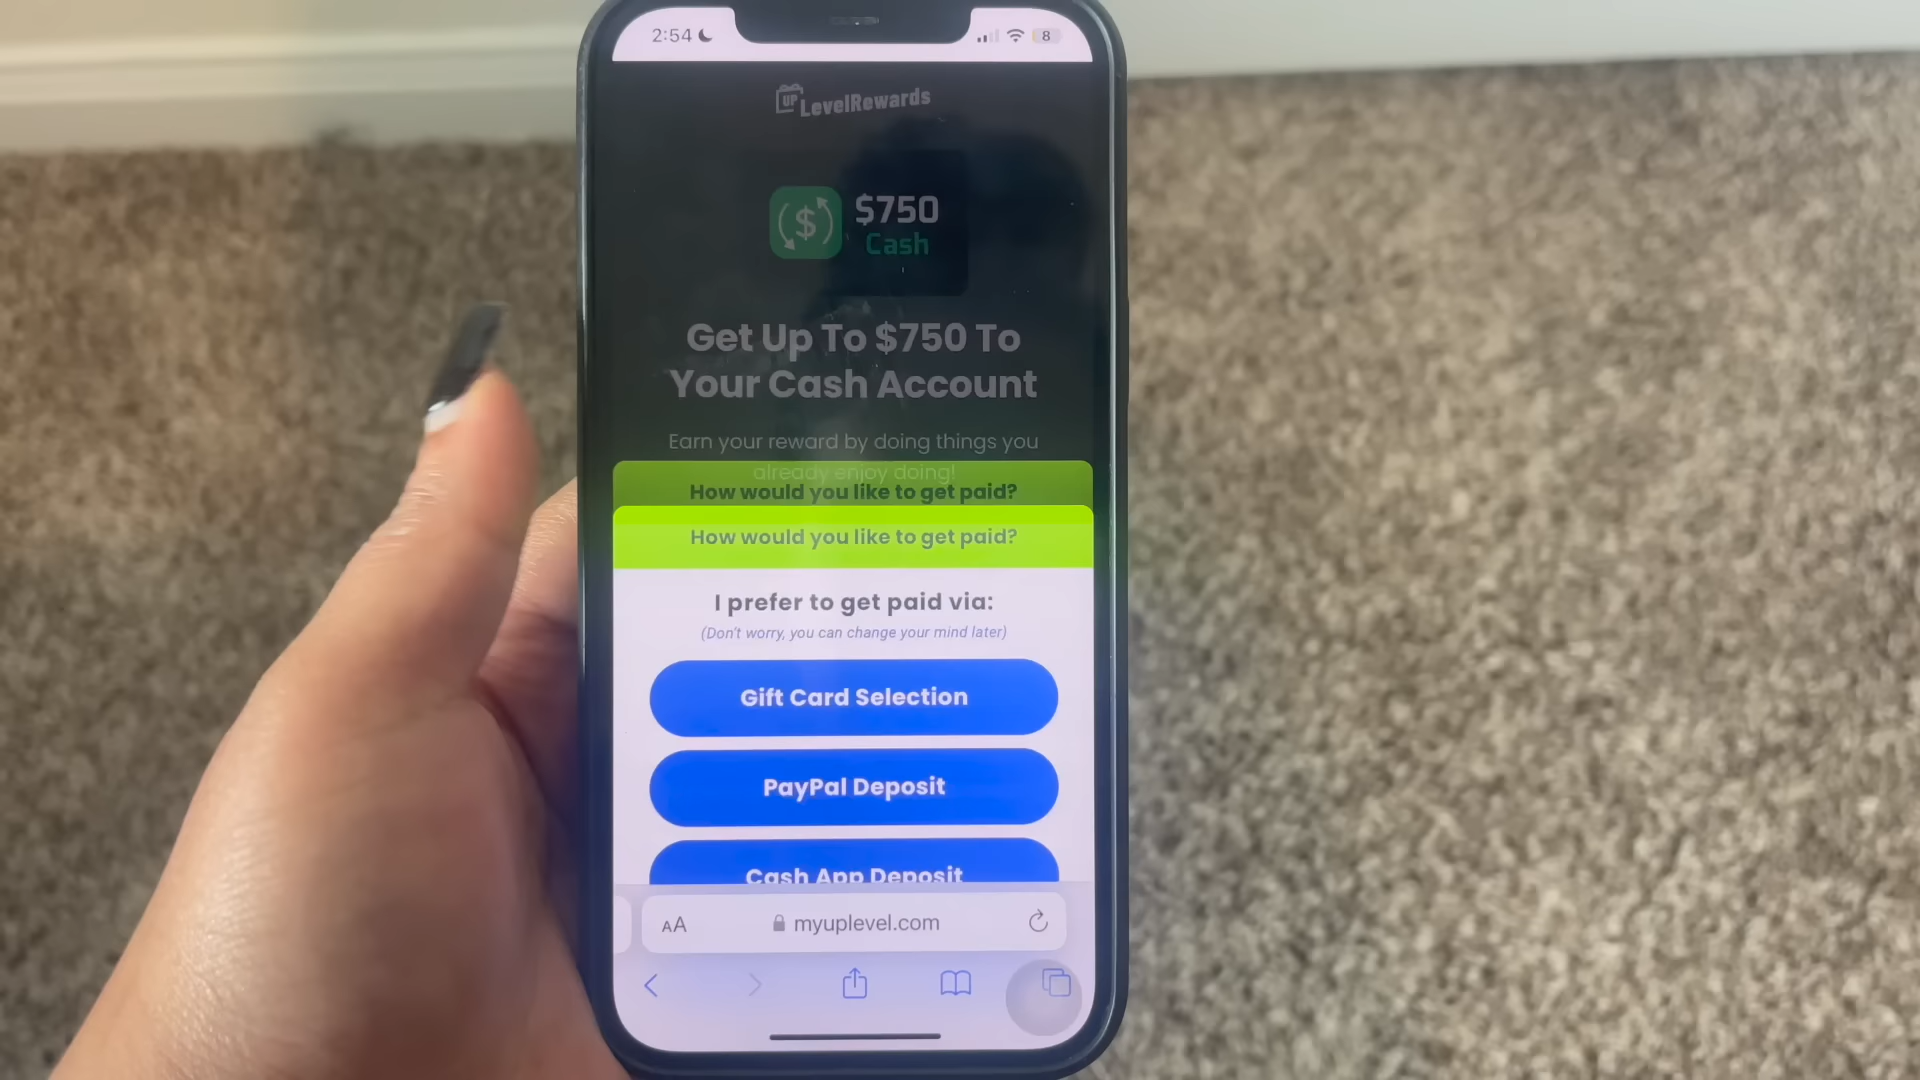 2:54
8
UP LevelRewards
$750
Cash
Get Up To $750 To
Your Cash Account
Earn your reward by doing things you
already enjoy doing!
How would you like to get paid?
How would you like to get paid?
I prefer to get paid via:
(Don't worry, you can change your mind later)
Gift Card Selection
PayPal Deposit
Cash App Deposit
AA myuplevel.com